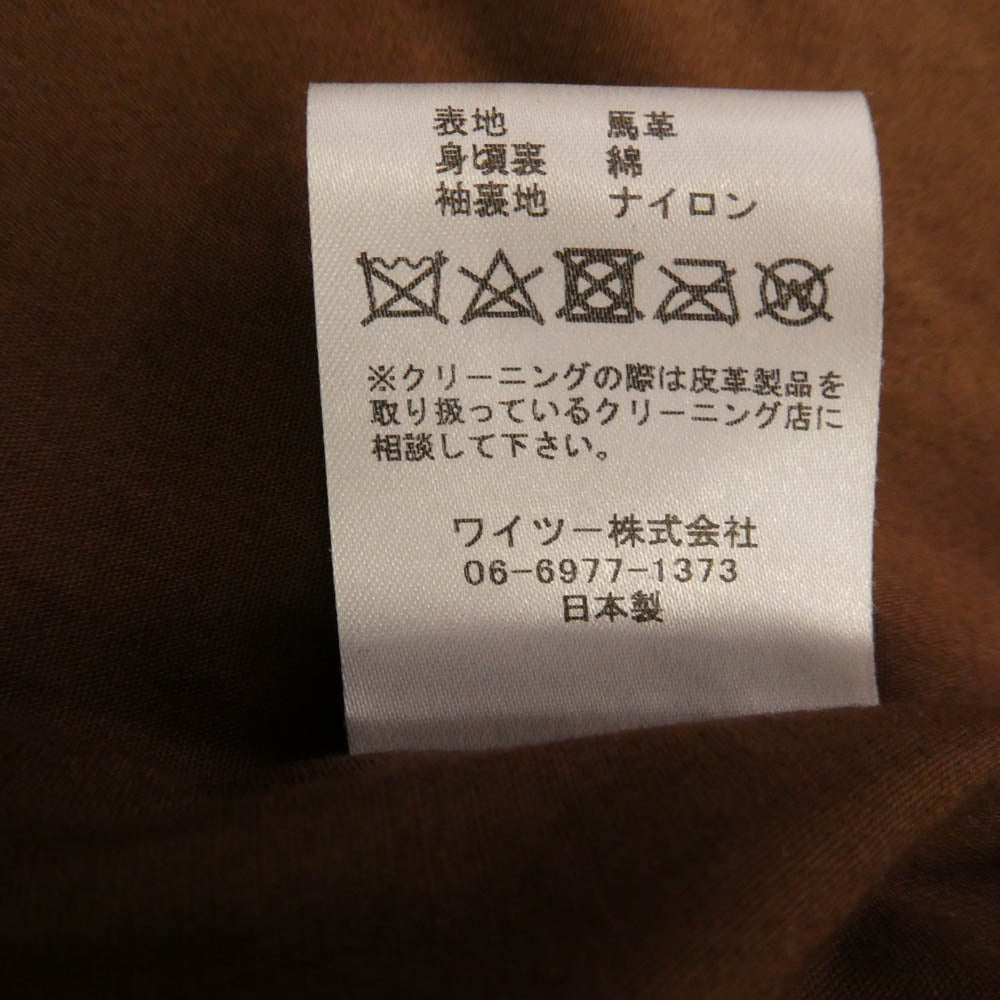 表地 馬革
身頃裏 綿
袖裏地 ナイロン
W
※クリーニングの際は皮革製品を
取り扱っているクリーニング店に
相談して下さい。
ワイツー株式会社
06-6977-1373
日本製